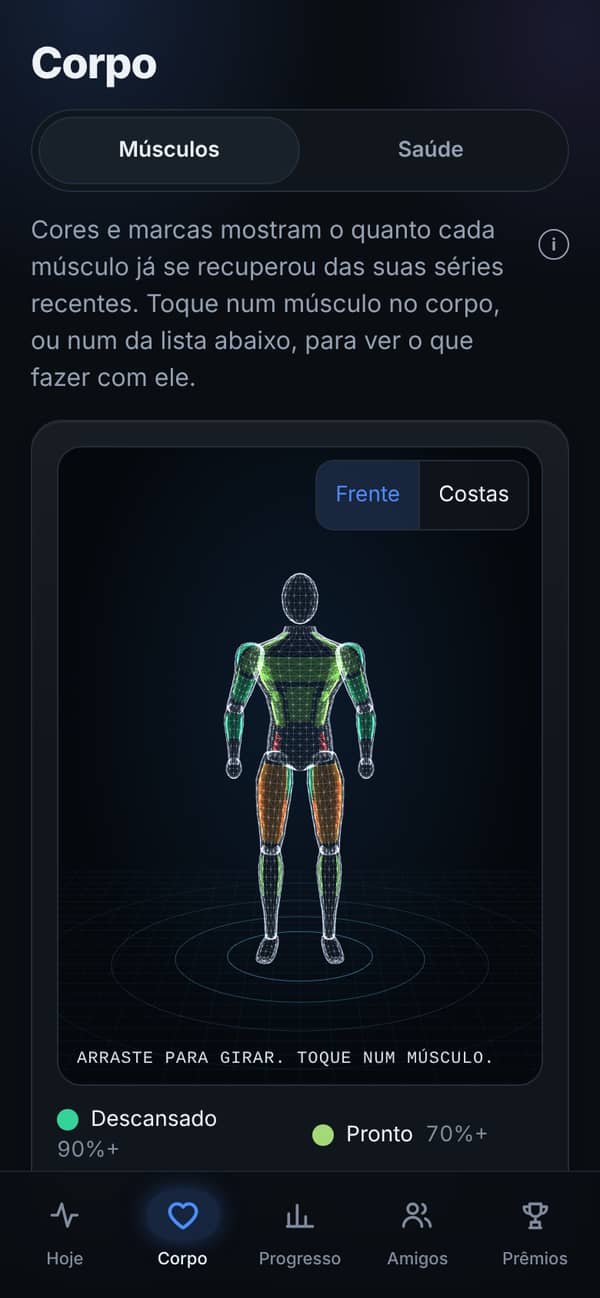 Corpo
Músculos
Saúde
Cores e marcas mostram o quanto cada
músculo já se recuperou das suas séries
recentes. Toque num músculo no corpo,
ou num da lista abaixo, para ver o que
fazer com ele.
i
Frente
Costas
ARRASTE PARA GIRAR. TOQUE NUM MÚSCULO.
Descansado
90%+
Pronto 70%+
Hoje
Corpo
Progresso
Amigos
Prêmios